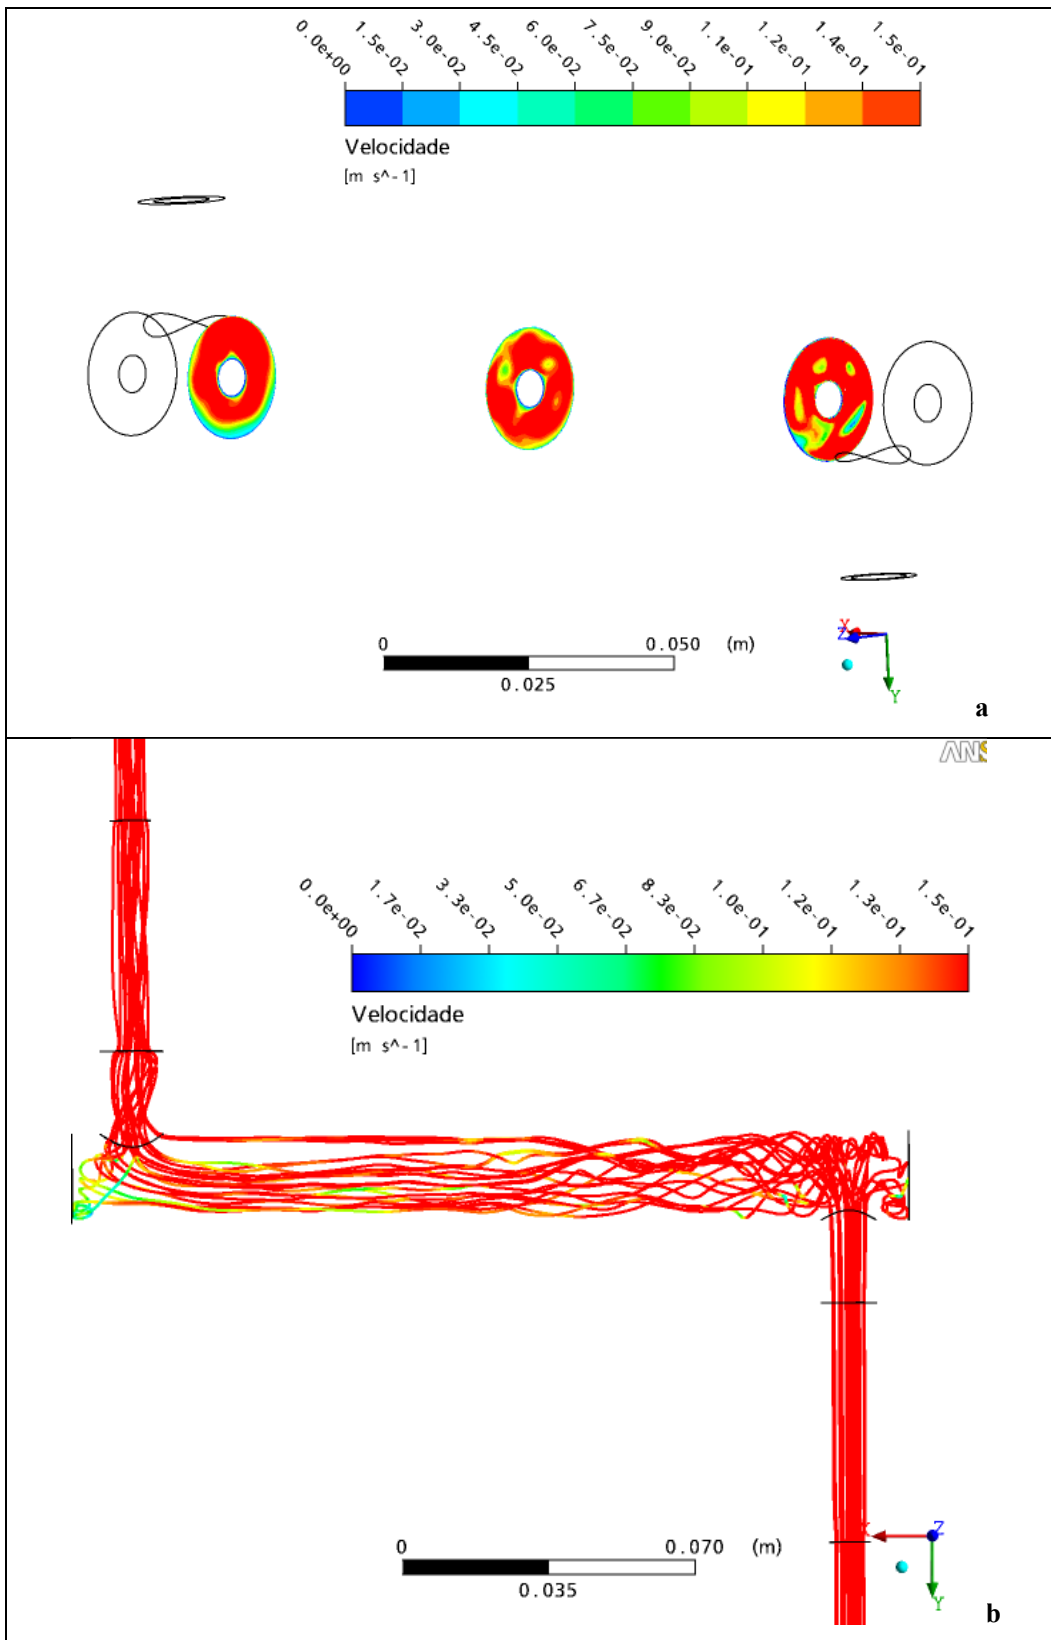 0.0e+00 1.5e-02 3.0e-02 4.5e-02 6.0e-02 7.5e-02 9.0e-02 1.1e-01 1.2e-01 1.4e-01 1.5e-01
Velocidade
[m s^-1]
0 0.050 (m)
0.025
X
Z
Y
a
ANS
0.0e+00 1.7e-02 3.3e-02 5.0e-02 6.7e-02 8.3e-02 1.0e-01 1.2e-01 1.3e-01 1.5e-01
Velocidade
[m s^-1]
X Z
0 0.070 (m)
0.035
Y
b